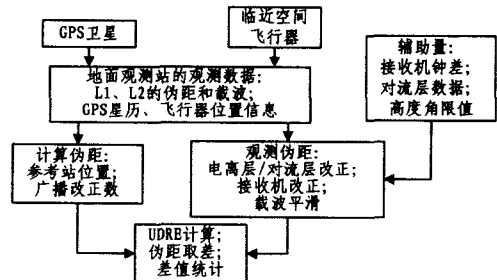 GPS卫星
临近空间
飞行器
辅助量:
接收机钟差;
对流层数据;
高度角限值
地面观测站的观测数据:
L1、L2的伪距和载波;
GPS星历、飞行器位置信息
计算伪距:
参考站位置;
广播改正数
观测伪距:
电离层/对流层改正;
接收机改正;
载波平滑
UDRE计算;
伪距取差;
差值统计